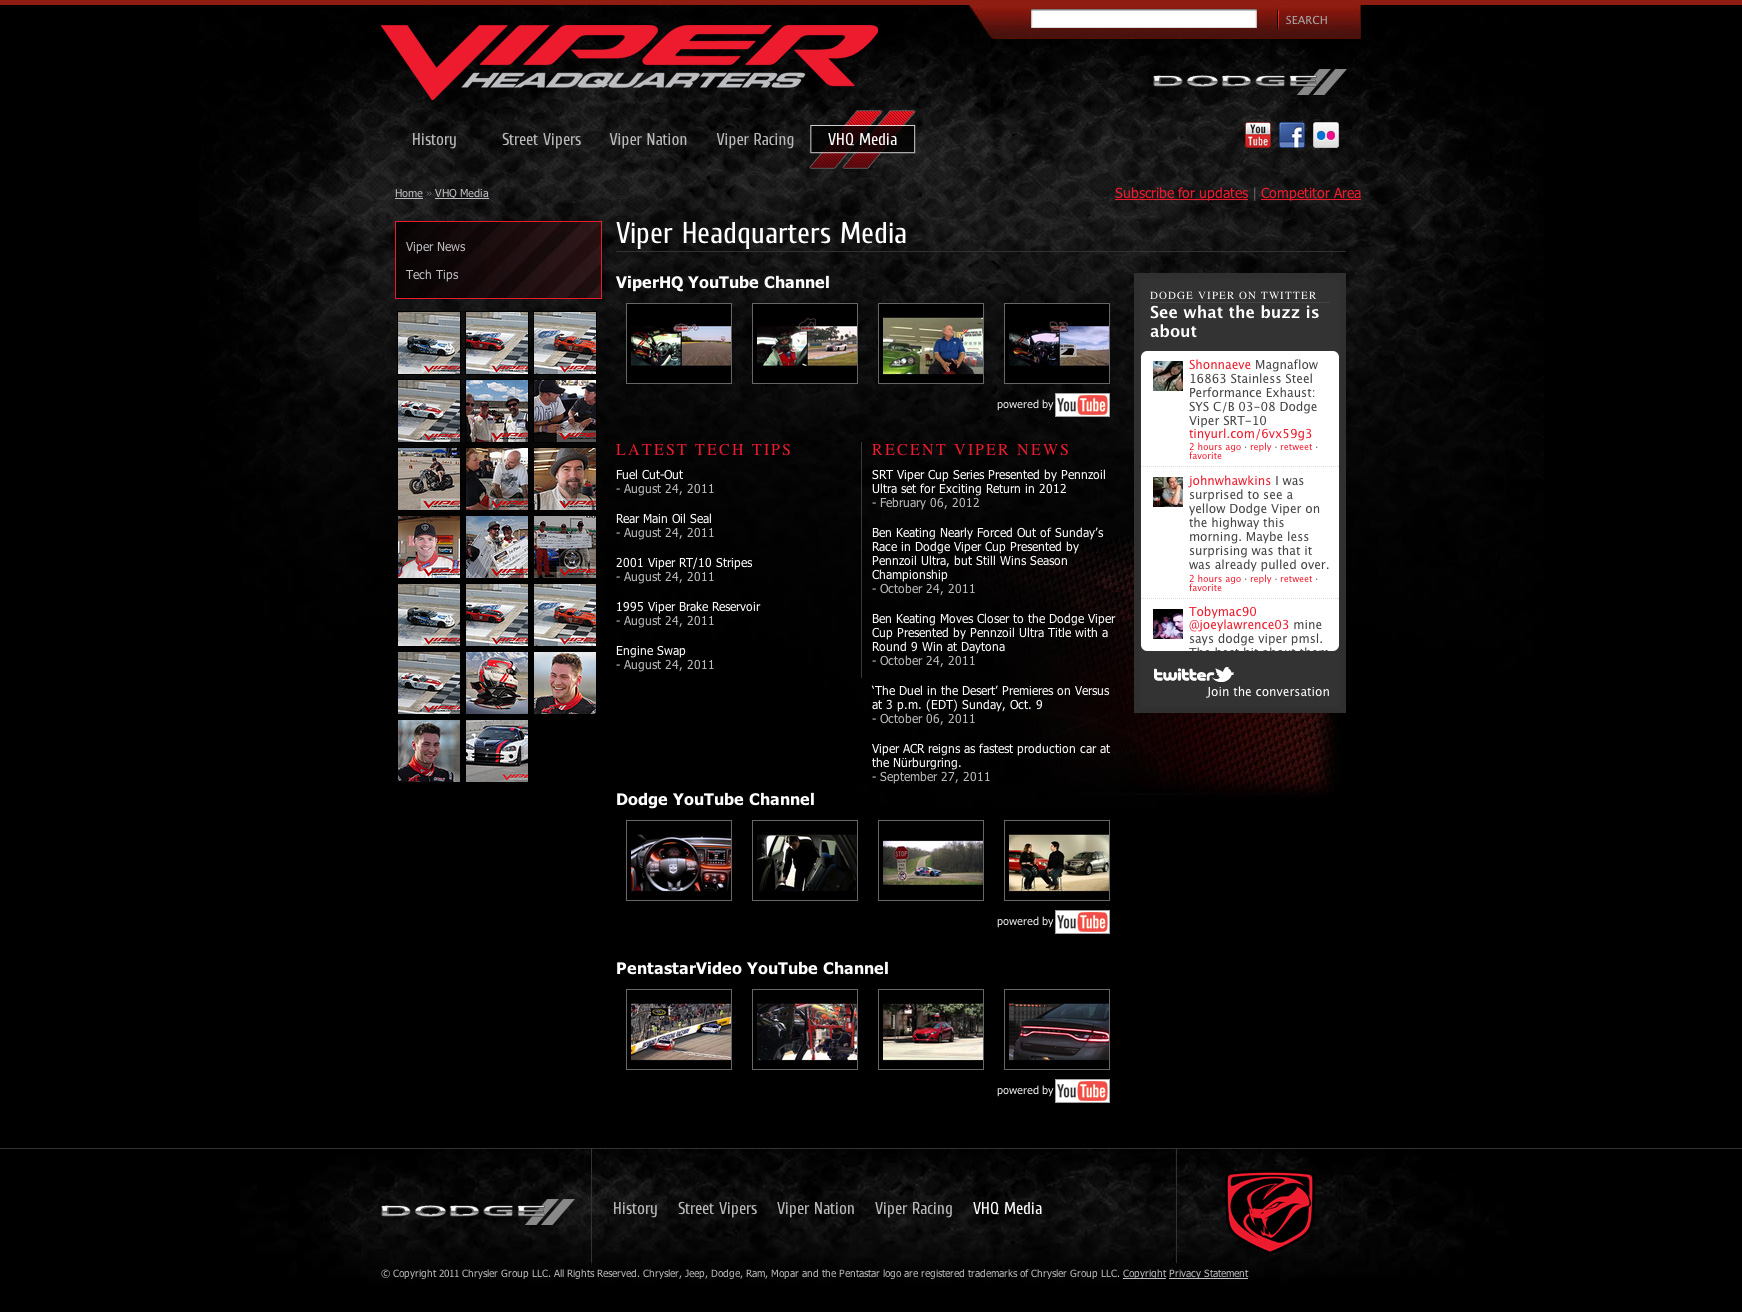 SEARCH
VIPER
HEADQUARTERS
DODGE
History
Street Vipers
Viper Nation
Viper Racing
VHQ Media
You Tube
f
Home » VHQ Media
Subscribe for updates | Competitor Area
Viper News
Tech Tips
Viper Headquarters Media
ViperHQ YouTube Channel
powered by YouTube
LATEST TECH TIPS
Fuel Cut-Out
- August 24, 2011
Rear Main Oil Seal
- August 24, 2011
2001 Viper RT/10 Stripes
- August 24, 2011
1995 Viper Brake Reservoir
- August 24, 2011
Engine Swap
- August 24, 2011
RECENT VIPER NEWS
SRT Viper Cup Series Presented by Pennzoil
Ultra set for Exciting Return in 2012
- February 06, 2012
Ben Keating Nearly Forced Out of Sunday’s
Race in Dodge Viper Cup Presented by
Pennzoil Ultra, but Still Wins Season
Championship
- October 24, 2011
Ben Keating Moves Closer to the Dodge Viper
Cup Presented by Pennzoil Ultra Title with a
Round 9 Win at Daytona
- October 24, 2011
‘The Duel in the Desert’ Premieres on Versus
at 3 p.m. (EDT) Sunday, Oct. 9
- October 06, 2011
Viper ACR reigns as fastest production car at
the Nürburgring.
- September 27, 2011
DODGE VIPER ON TWITTER
See what the buzz is
about
Shonnaeve Magnaflow
16863 Stainless Steel
Performance Exhaust:
SYS C/B 03-08 Dodge
Viper SRT-10
tinyurl.com/6vx59g3
2 hours ago · reply · retweet ·
favorite
johnwhawkins I was
surprised to see a
yellow Dodge Viper on
the highway this
morning. Maybe less
surprising was that it
was already pulled over.
2 hours ago · reply · retweet ·
favorite
Tobymac90
@joeylawrence03 mine
says dodge viper pmsl.
twitter
Join the conversation
Dodge YouTube Channel
STOP
powered by YouTube
PentastarVideo YouTube Channel
powered by YouTube
DODGE
History
Street Vipers
Viper Nation
Viper Racing
VHQ Media
© Copyright 2011 Chrysler Group LLC. All Rights Reserved. Chrysler, Jeep, Dodge, Ram, Mopar and the Pentastar logo are registered trademarks of Chrysler Group LLC. Copyright Privacy Statement